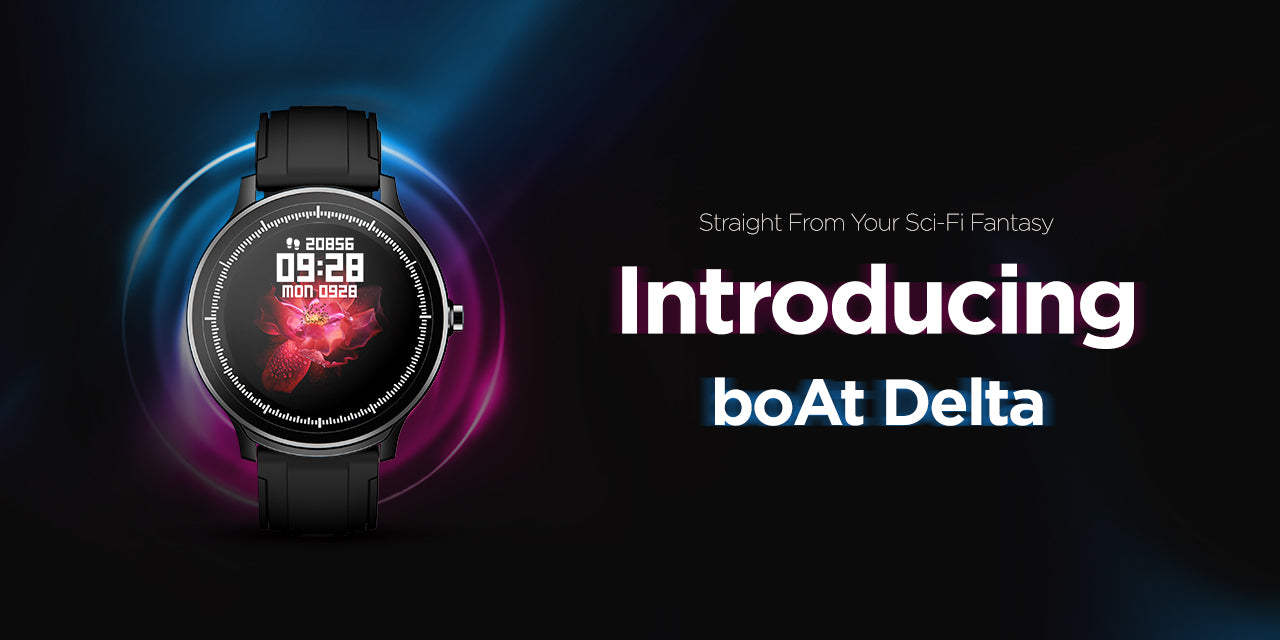 20856
09:28
MON 0928
Straight From Your Sci-Fi Fantasy
Introducing
boAt Delta